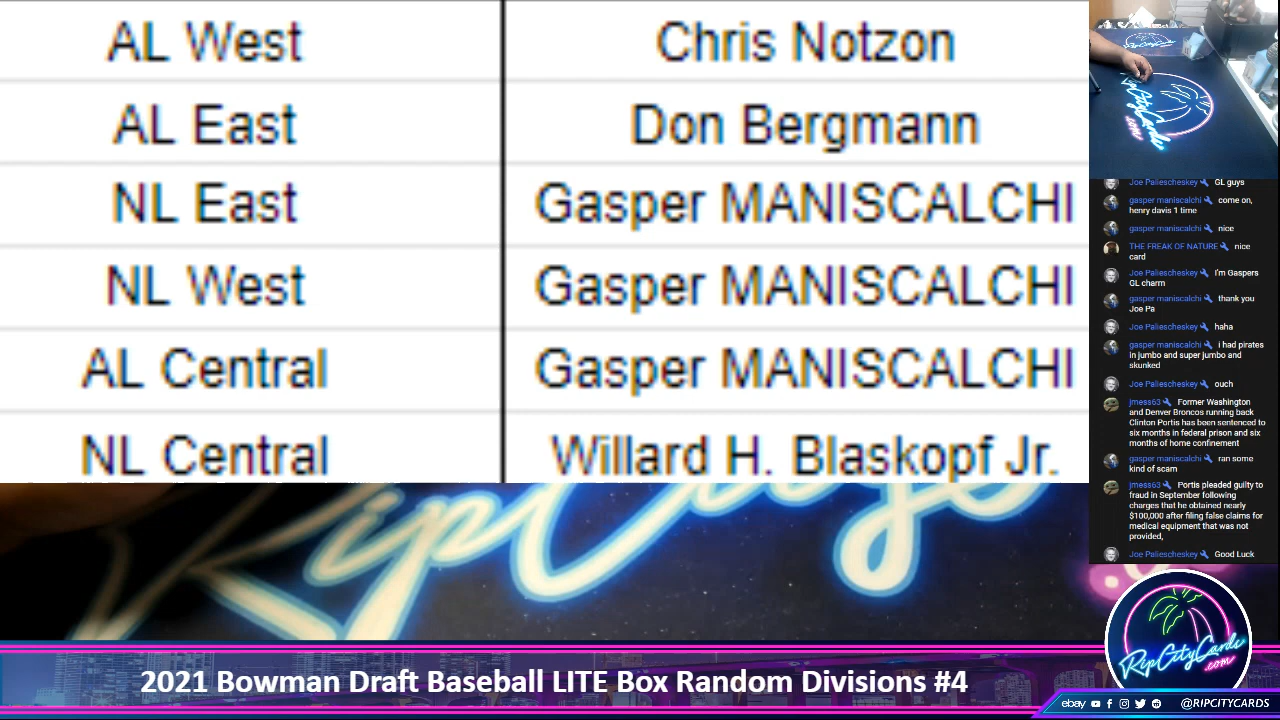 AL West Chris Notzon
AL East Don Bergmann
NL East Gasper MANISCALCHI
NL West Gasper MANISCALCHI
AL Central Gasper MANISCALCHI
NL Central Willard H. Blaskopf Jr.
Joe Paliescheskey GL guys
gasper maniscalchi come on,
henry davis 1 time
gasper maniscalchi nice
THE FREAK OF NATURE nice
card
Joe Paliescheskey I'm Gaspers
GL charm
gasper maniscalchi thank you
Joe Pa
Joe Paliescheskey haha
gasper maniscalchi i had pirates
in jumbo and super jumbo and
skunked
Joe Paliescheskey ouch
jmess63 Former Washington
and Denver Broncos running back
Clinton Portis has been sentenced to
six months in federal prison and six
months of home confinement
gasper maniscalchi ran some
kind of scam
jmess63 Portis pleaded guilty to
fraud in September following
charges that he obtained nearly
$100,000 after filing false claims for
medical equipment that was not
provided,
Joe Paliescheskey Good Luck
RipCityCards
.com
2021 Bowman Draft Baseball LITE Box Random Divisions #4
RipCityCards
.com
ebay @RIPCITYCARDS